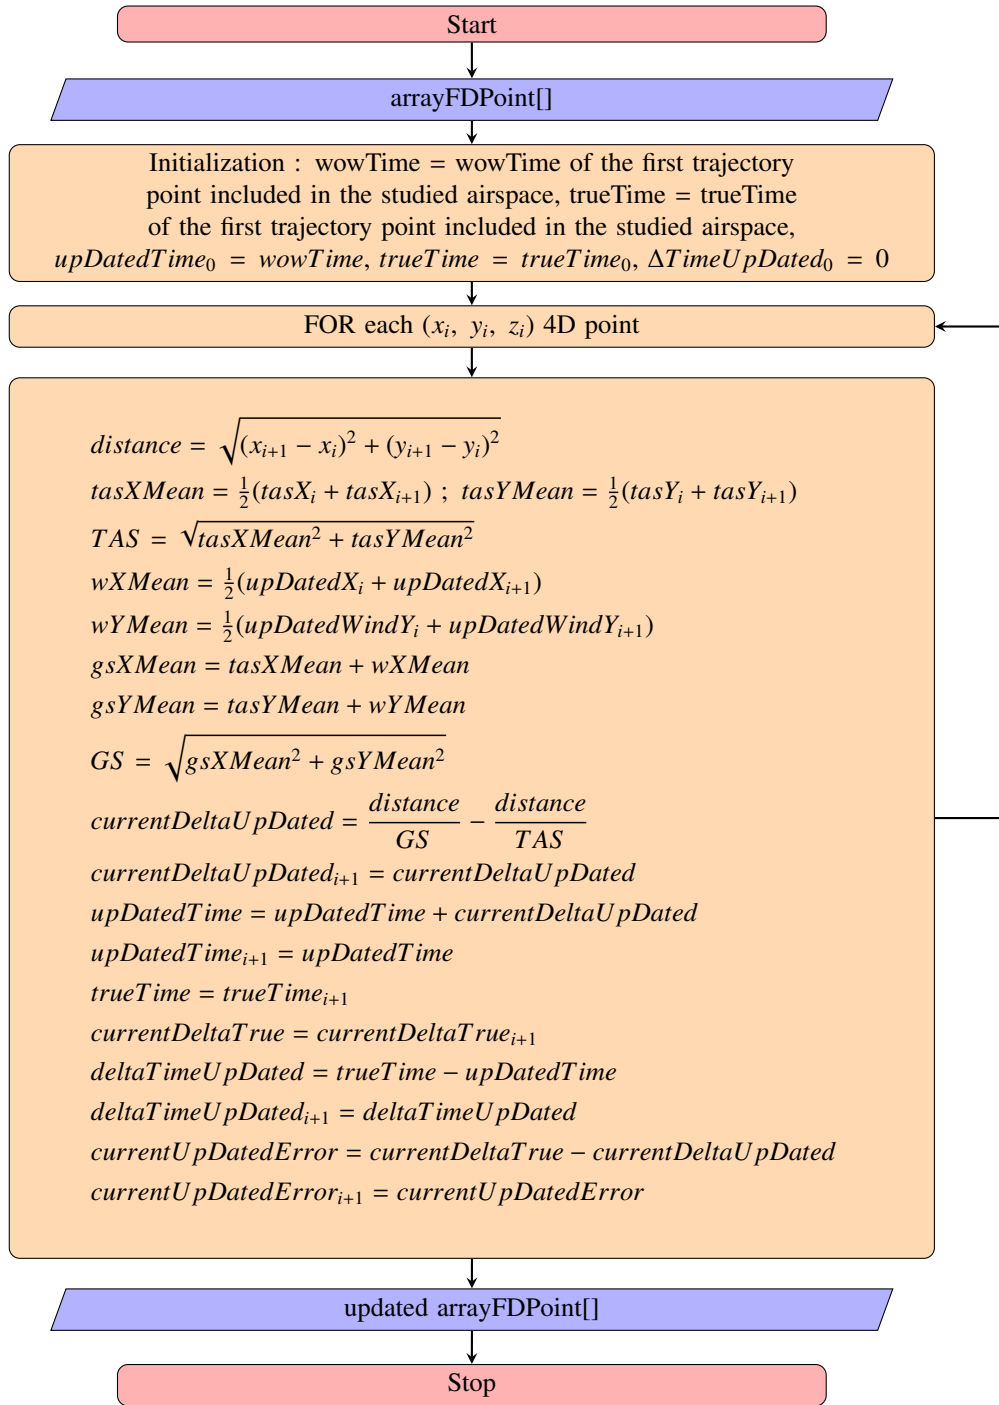 Start
arrayFDPoint[]
Initialization : wowTime = wowTime of the first trajectory
point included in the studied airspace, trueTime = trueTime
of the first trajectory point included in the studied airspace,
upDatedTime₀ = wowTime, trueTime = trueTime₀, ΔTimeUpDated₀ = 0
FOR each (xᵢ, yᵢ, zᵢ) 4D point
distance = √((xᵢ₊₁ − xᵢ)² + (yᵢ₊₁ − yᵢ)²)
tasXMean = ½(tasXᵢ + tasXᵢ₊₁) ; tasYMean = ½(tasYᵢ + tasYᵢ₊₁)
TAS = √(tasXMean² + tasYMean²)
wXMean = ½(upDatedXᵢ + upDatedXᵢ₊₁)
wYMean = ½(upDatedWindYᵢ + upDatedWindYᵢ₊₁)
gsXMean = tasXMean + wXMean
gsYMean = tasYMean + wYMean
GS = √(gsXMean² + gsYMean²)
currentDeltaUpDated = distance/GS − distance/TAS
currentDeltaUpDatedᵢ₊₁ = currentDeltaUpDated
upDatedTime = upDatedTime + currentDeltaUpDated
upDatedTimeᵢ₊₁ = upDatedTime
trueTime = trueTimeᵢ₊₁
currentDeltaTrue = currentDeltaTrueᵢ₊₁
deltaTimeUpDated = trueTime − upDatedTime
deltaTimeUpDatedᵢ₊₁ = deltaTimeUpDated
currentUpDatedError = currentDeltaTrue − currentDeltaUpDated
currentUpDatedErrorᵢ₊₁ = currentUpDatedError
updated arrayFDPoint[]
Stop